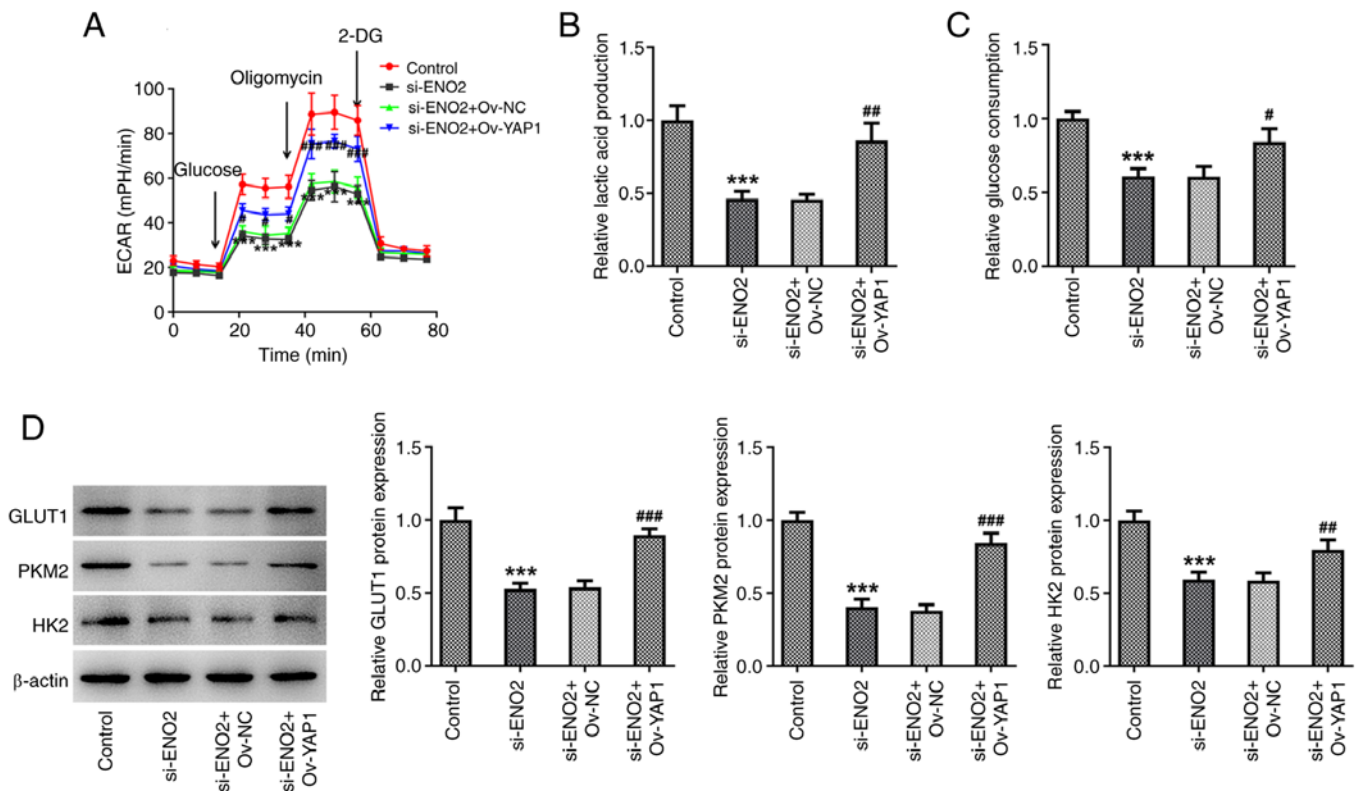 A
2-DG
Oligomycin
Glucose
Control
si-ENO2
si-ENO2+Ov-NC
si-ENO2+Ov-YAP1
ECAR (mPH/min)
100
80
60
40
20
0
# # #
*** *** ***
### ### ###
*** *** ***
0 20 40 60 80
Time (min)
B
Relative lactic acid production
1.5
1.0
0.5
0.0
***
##
Control
si-ENO2
si-ENO2+
Ov-NC
si-ENO2+
Ov-YAP1
C
Relative glucose consumption
1.5
1.0
0.5
0.0
***
#
Control
si-ENO2
si-ENO2+
Ov-NC
si-ENO2+
Ov-YAP1
D
GLUT1
PKM2
HK2
β-actin
Control
si-ENO2
si-ENO2+
Ov-NC
si-ENO2+
Ov-YAP1
Relative GLUT1 protein expression
1.5
1.0
0.5
0.0
***
###
Control
si-ENO2
si-ENO2+
Ov-NC
si-ENO2+
Ov-YAP1
Relative PKM2 protein expression
1.5
1.0
0.5
0.0
***
###
Control
si-ENO2
si-ENO2+
Ov-NC
si-ENO2+
Ov-YAP1
Relative HK2 protein expression
1.5
1.0
0.5
0.0
***
##
Control
si-ENO2
si-ENO2+
Ov-NC
si-ENO2+
Ov-YAP1